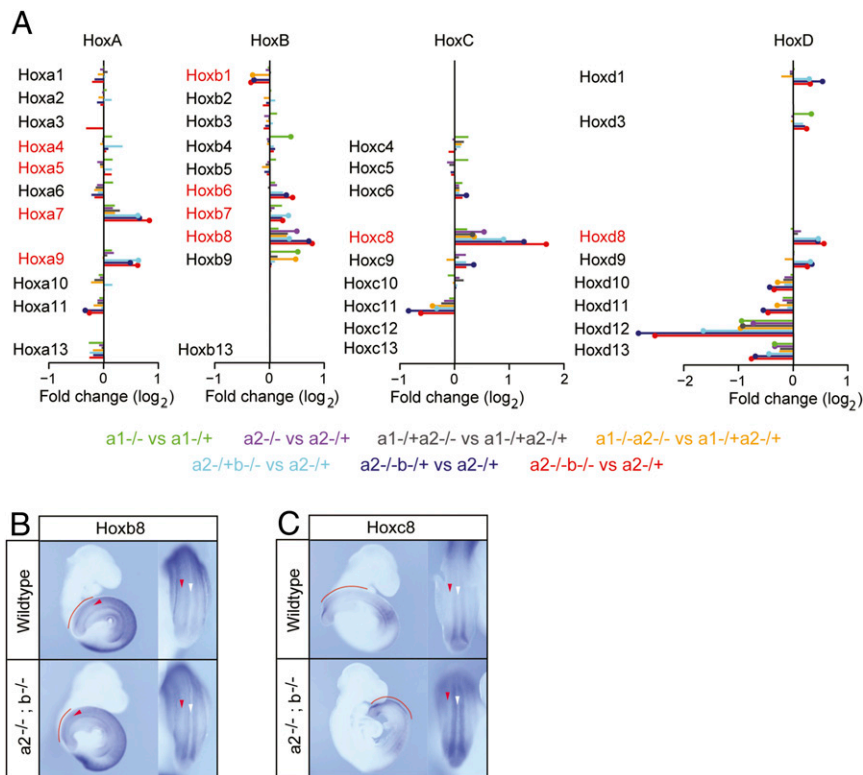 A
HoxA HoxB HoxC HoxD
Hoxa1 Hoxb1 Hoxd1
Hoxa2 Hoxb2
Hoxa3 Hoxb3 Hoxd3
Hoxa4 Hoxb4 Hoxc4
Hoxa5 Hoxb5 Hoxc5
Hoxa6 Hoxb6 Hoxc6
Hoxa7 Hoxb7
Hoxb8 Hoxc8 Hoxd8
Hoxa9 Hoxb9 Hoxc9 Hoxd9
Hoxa10 Hoxc10 Hoxd10
Hoxa11 Hoxc11 Hoxd11
Hoxc12 Hoxd12
Hoxa13 Hoxb13 Hoxc13 Hoxd13
−1 0 1 −1 0 1 −1 0 1 2 −2 −1 0 1
Fold change (log2) Fold change (log2) Fold change (log2) Fold change (log2)
a1-/- vs a1-/+ a2-/- vs a2-/+ a1-/+a2-/- vs a1-/+a2-/+ a1-/-a2-/- vs a1-/+a2-/+
a2-/+b-/- vs a2-/+ a2-/-b-/+ vs a2-/+ a2-/-b-/- vs a2-/+
B C
Hoxb8 Hoxc8
Wildtype Wildtype
a2-/- ; b-/- a2-/- ; b-/-